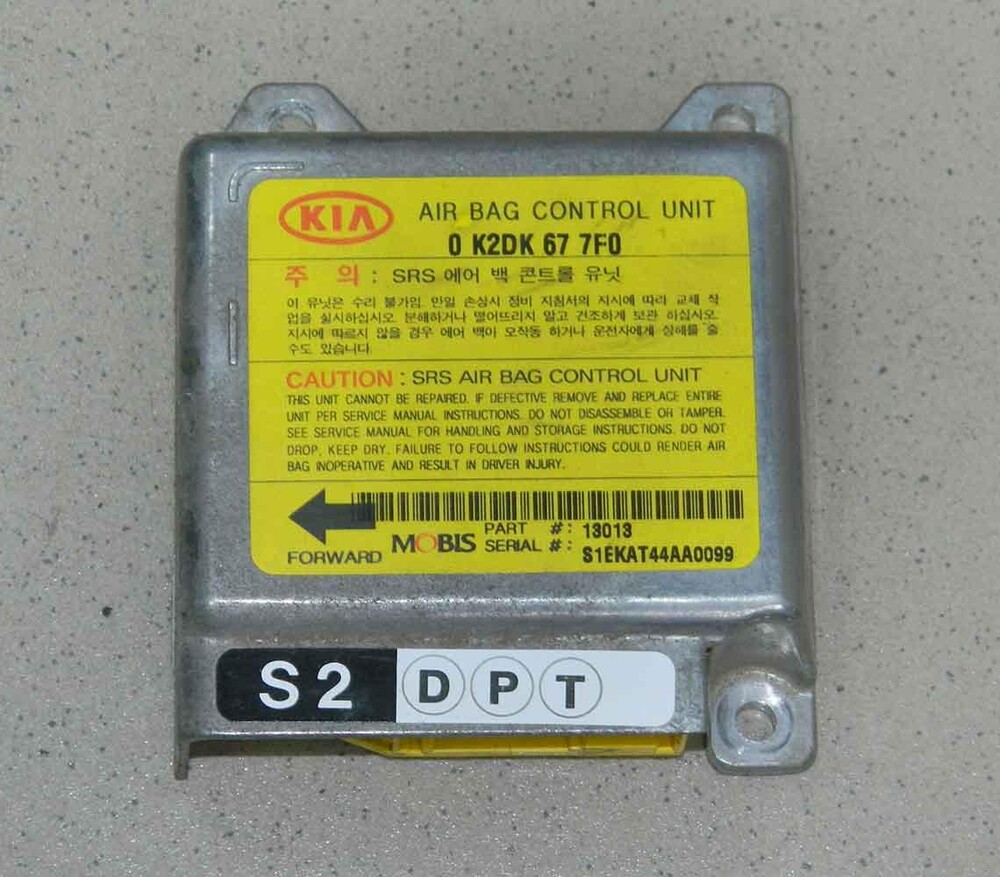 KIA AIR BAG CONTROL UNIT
0 K2DK 67 7F0
주 의 : SRS 에어 백 콘트롤 유닛
이 유닛은 수리 불가임. 만일 손상시 정비 지침서의 지시에 따라 교체 작
업을 실시하십시오. 분해하거나 떨어뜨리지 말고 건조하게 보관 하십시오.
지시에 따르지 않을 경우 에어 백이 오작동 하거나 운전자에게 상해를 줄
수도 있습니다.
CAUTION : SRS AIR BAG CONTROL UNIT
THIS UNIT CANNOT BE REPAIRED. IF DEFECTIVE REMOVE AND REPLACE ENTIRE
UNIT PER SERVICE MANUAL INSTRUCTIONS. DO NOT DISASSEMBLE OR TAMPER.
SEE SERVICE MANUAL FOR HANDLING AND STORAGE INSTRUCTIONS. DO NOT
DROP, KEEP DRY. FAILURE TO FOLLOW INSTRUCTIONS COULD RENDER AIR
BAG INOPERATIVE AND RESULT IN DRIVER INJURY.
FORWARD MOBIS PART #: 13013
SERIAL #: S1EKAT44AA0099
S2 D P T